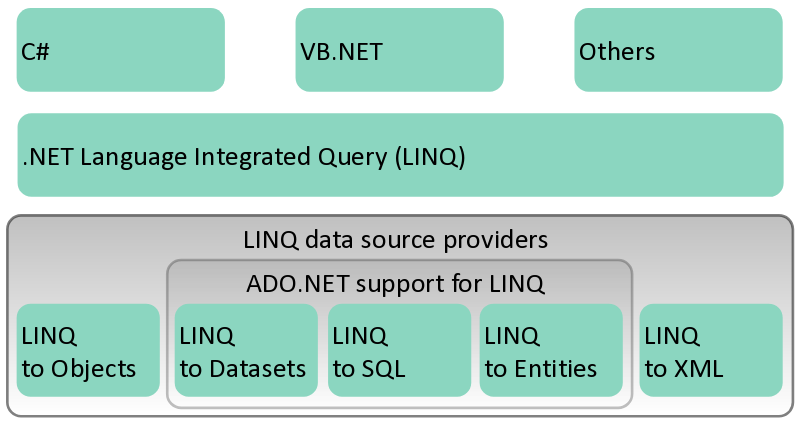 C#
VB.NET
Others
.NET Language Integrated Query (LINQ)
LINQ data source providers
ADO.NET support for LINQ
LINQ
to Objects
LINQ
to Datasets
LINQ
to SQL
LINQ
to Entities
LINQ
to XML